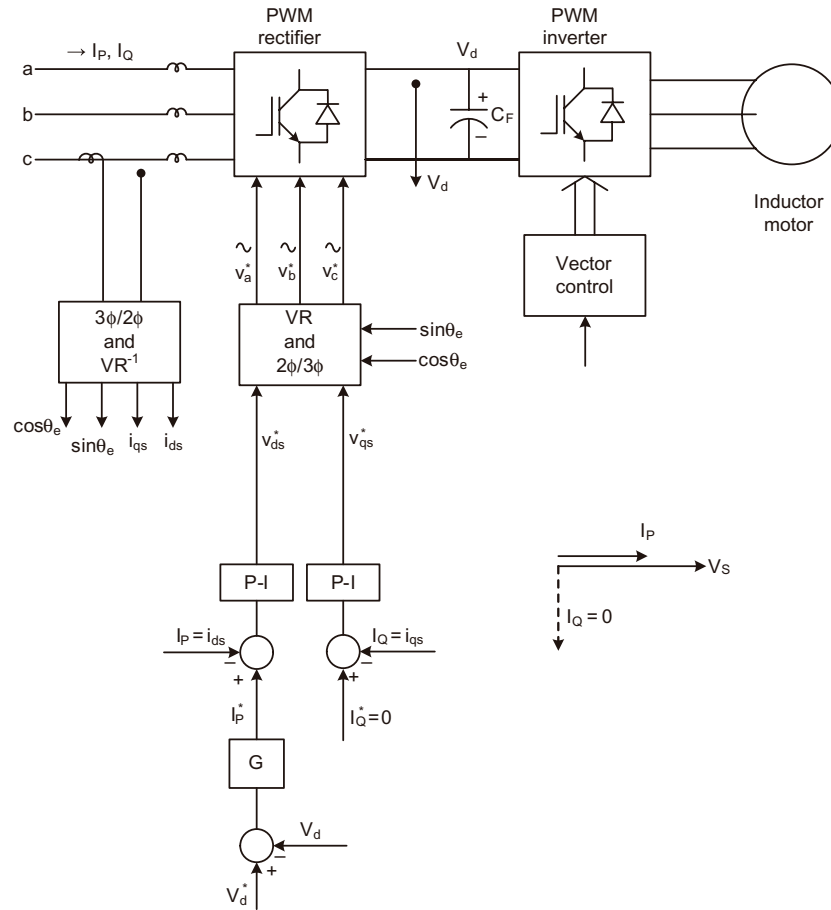 PWM
rectifier
PWM
inverter
→ I_P, I_Q
V_d
a
b
c
+
C_F
−
V_d
Inductor
motor
~ ~ ~
v_a^* v_b^* v_c^*
Vector
control
3ϕ/2ϕ
and
VR^-1
VR
and
2ϕ/3ϕ
sinθ_e
cosθ_e
cosθ_e
sinθ_e
i_qs
i_ds
v_ds^*
v_qs^*
I_P
V_S
I_Q = 0
P-I
P-I
I_P = i_ds
−
+
I_Q = i_qs
−
+
I_P^*
I_Q^* = 0
G
V_d
−
+
V_d^*